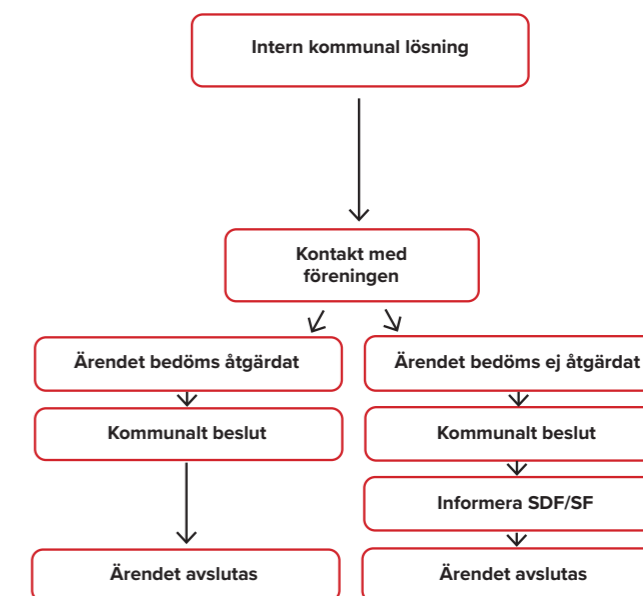 Intern kommunal lösning
Kontakt med
föreningen
Ärendet bedöms åtgärdat
Ärendet bedöms ej åtgärdat
Kommunalt beslut
Kommunalt beslut
Informera SDF/SF
Ärendet avslutas
Ärendet avslutas